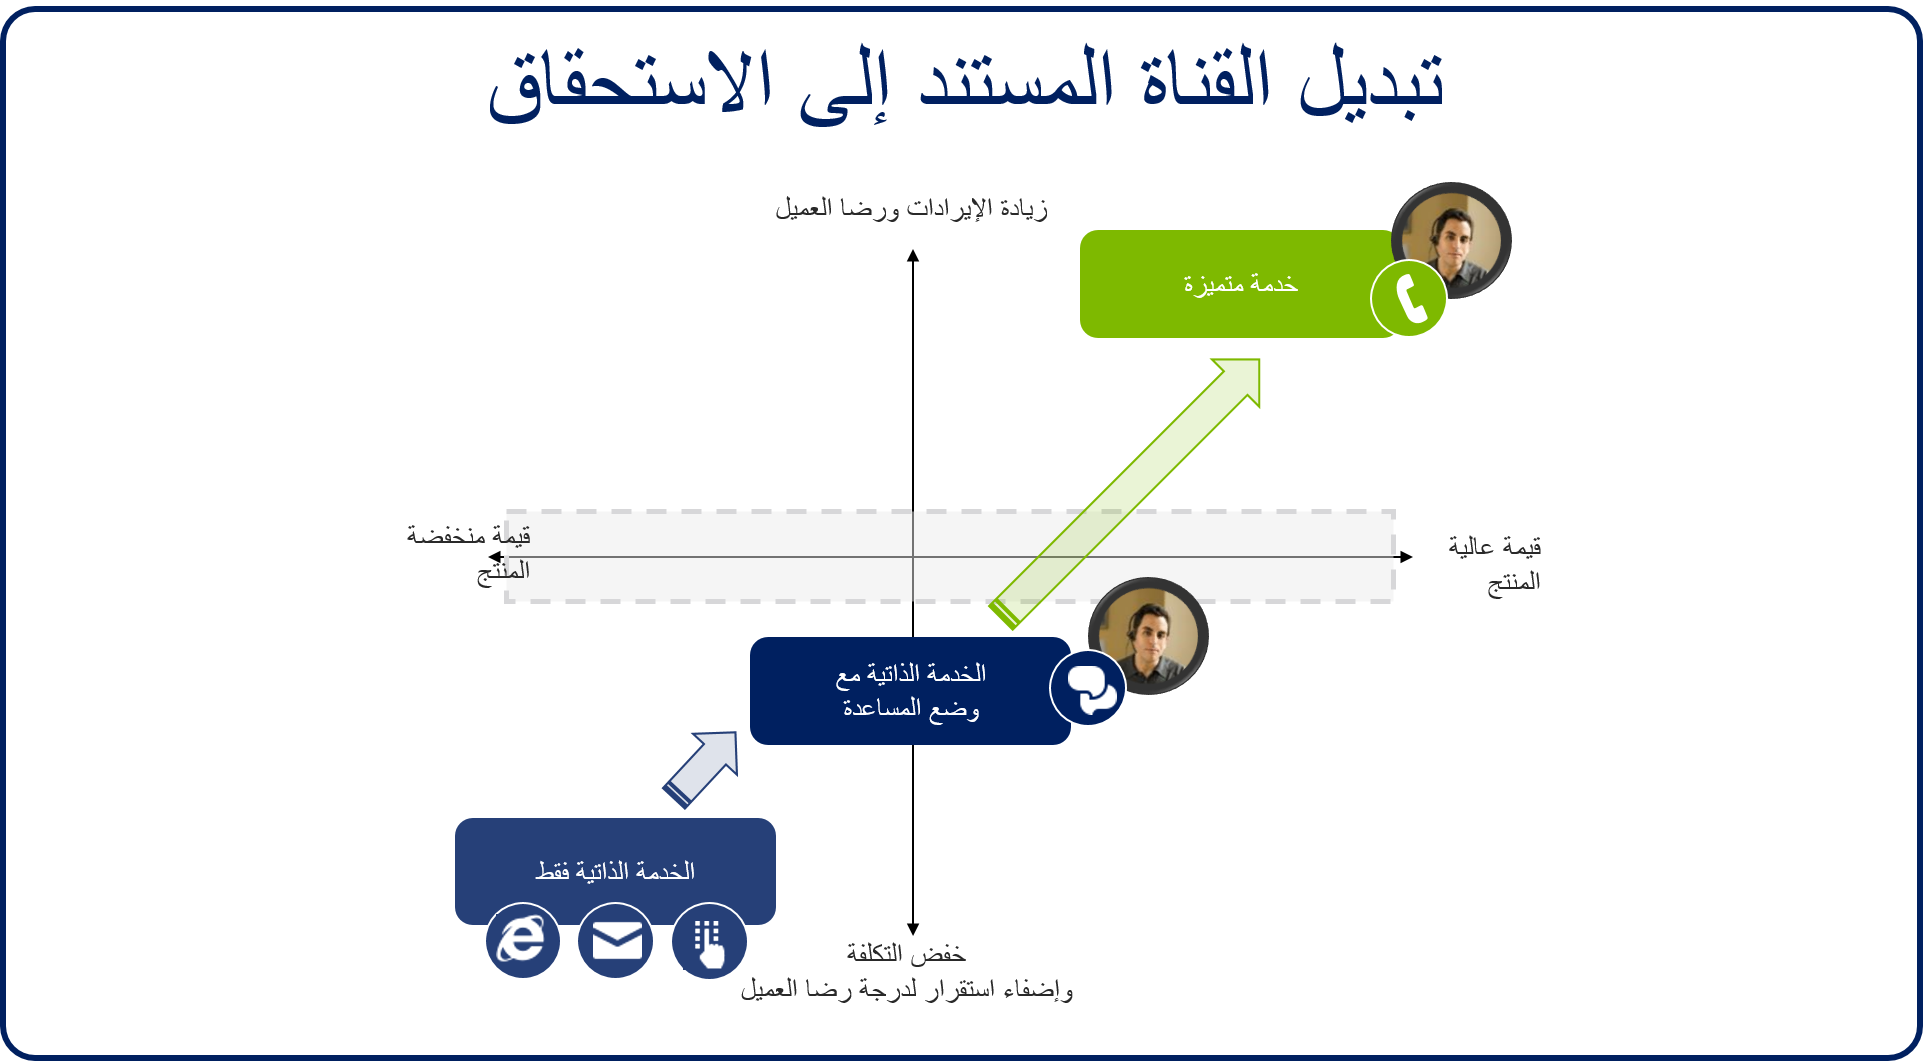 تبديل القناة المستند إلى الاستحقاق
زيادة الإيرادات ورضا العميل
خدمة متميزة
قيمة عالية
المنتج
قيمة منخفضة
المنتج
الخدمة الذاتية مع
وضع المساعدة
الخدمة الذاتية فقط
خفض التكلفة
وإضفاء استقرار لدرجة رضا العميل